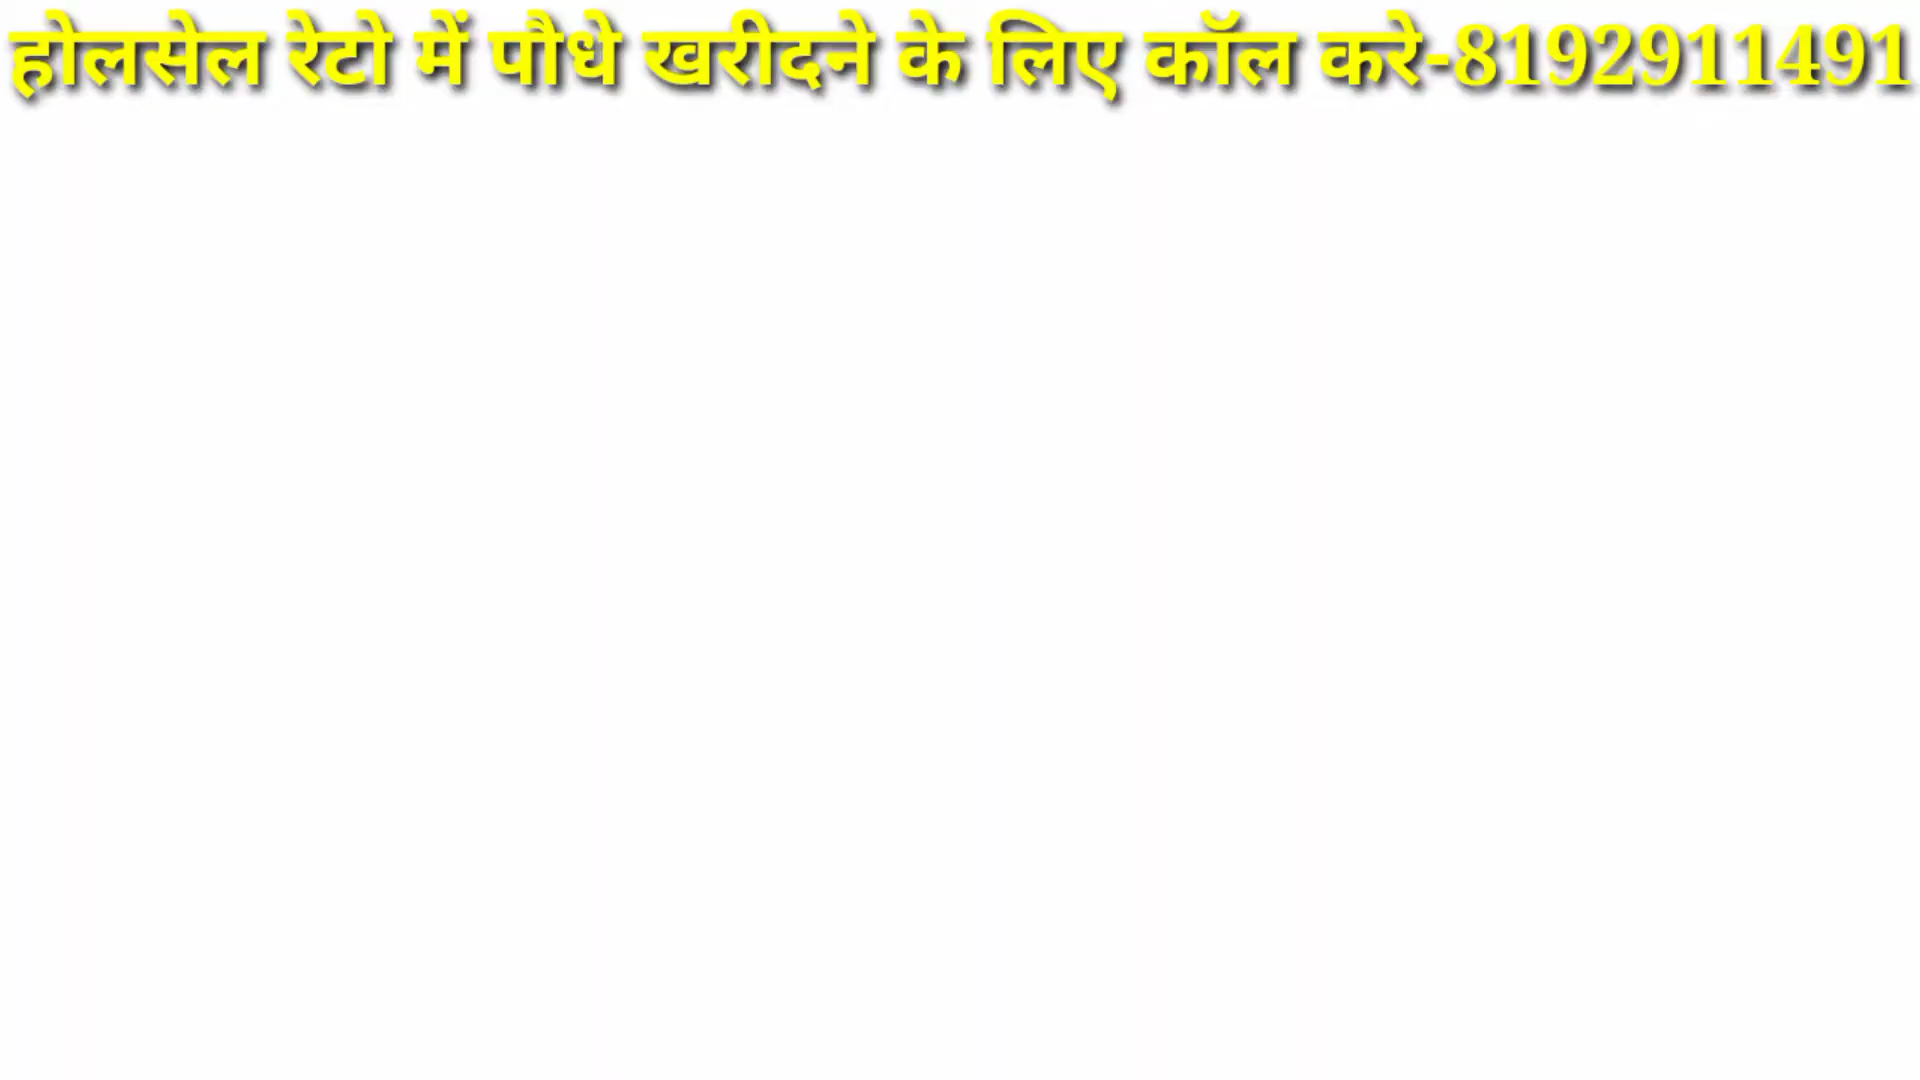 होलसेल रेटो में पौधे खरीदने के लिए कॉल करे-8192911491